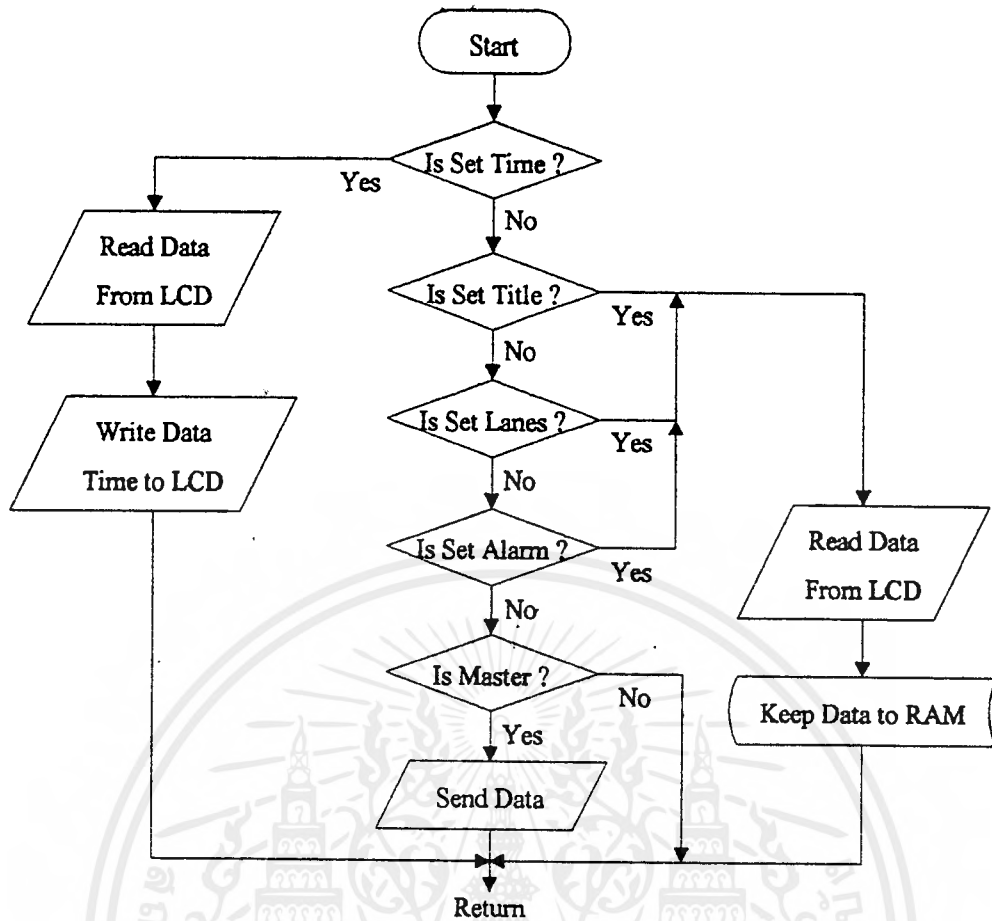 Start
Is Set Time ?
Yes
No
Read Data
From LCD
Is Set Title ?
Yes
No
Write Data
Time to LCD
Is Set Lanes ?
Yes
No
Is Set Alarm ?
Yes
No
Read Data
From LCD
Is Master ?
No
Yes
Keep Data to RAM
Send Data
Return